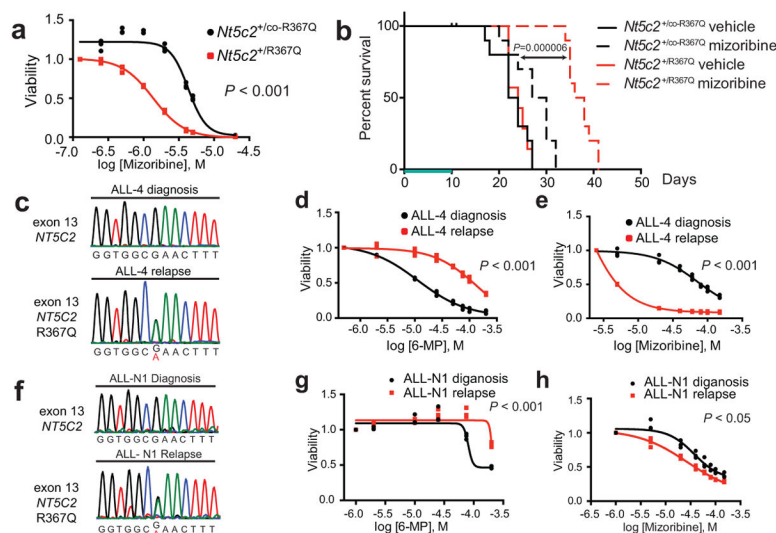 a
Nt5c2+/co-R367Q
Nt5c2+/R367Q
P < 0.001
Viability
1.5
1.0
0.5
0.0
-7.0 -6.5 -6.0 -5.5 -5.0 -4.5 -4.0
log [Mizoribine], M
b
Nt5c2+/co-R367Q vehicle
Nt5c2+/co-R367Q mizoribine
Nt5c2+/R367Q vehicle
Nt5c2+/R367Q mizoribine
P=0.000006
Percent survival
100
50
0
0 10 20 30 40 50 Days
c
ALL-4 diagnosis
exon 13
NT5C2
G G T G G C G A A C T T T
ALL-4 relapse
exon 13
NT5C2
R367Q
G G T G G C G A A C T T T
A
d
ALL-4 diagnosis
ALL-4 relapse
P < 0.001
Viability
1.5
1.0
0.5
0.0
-6.0 -5.5 -5.0 -4.5 -4.0 -3.5
log [6-MP], M
e
ALL-4 diagnosis
ALL-4 relapse
P < 0.001
Viability
1.5
1.0
0.5
0.0
-5.5 -5.0 -4.5 -4.0 -3.5
log [Mizoribine], M
f
ALL-N1 Diagnosis
exon 13
NT5C2
G G T G G C G A A C T T T
ALL- N1 Relapse
exon 13
NT5C2
R367Q
G G T G G C G A A C T T T
A
g
ALL-N1 diganosis
ALL-N1 relapse
P < 0.001
Viability
1.5
1.0
0.5
0.0
-6.0 -5.5 -5.0 -4.5 -4.0 -3.5
log [6-MP], M
h
ALL-N1 diagnosis
ALL-N1 relapse
P < 0.05
Viability
1.5
1.0
0.5
0.0
-6.0 -5.5 -5.0 -4.5 -4.0 -3.5
log [Mizoribine], M